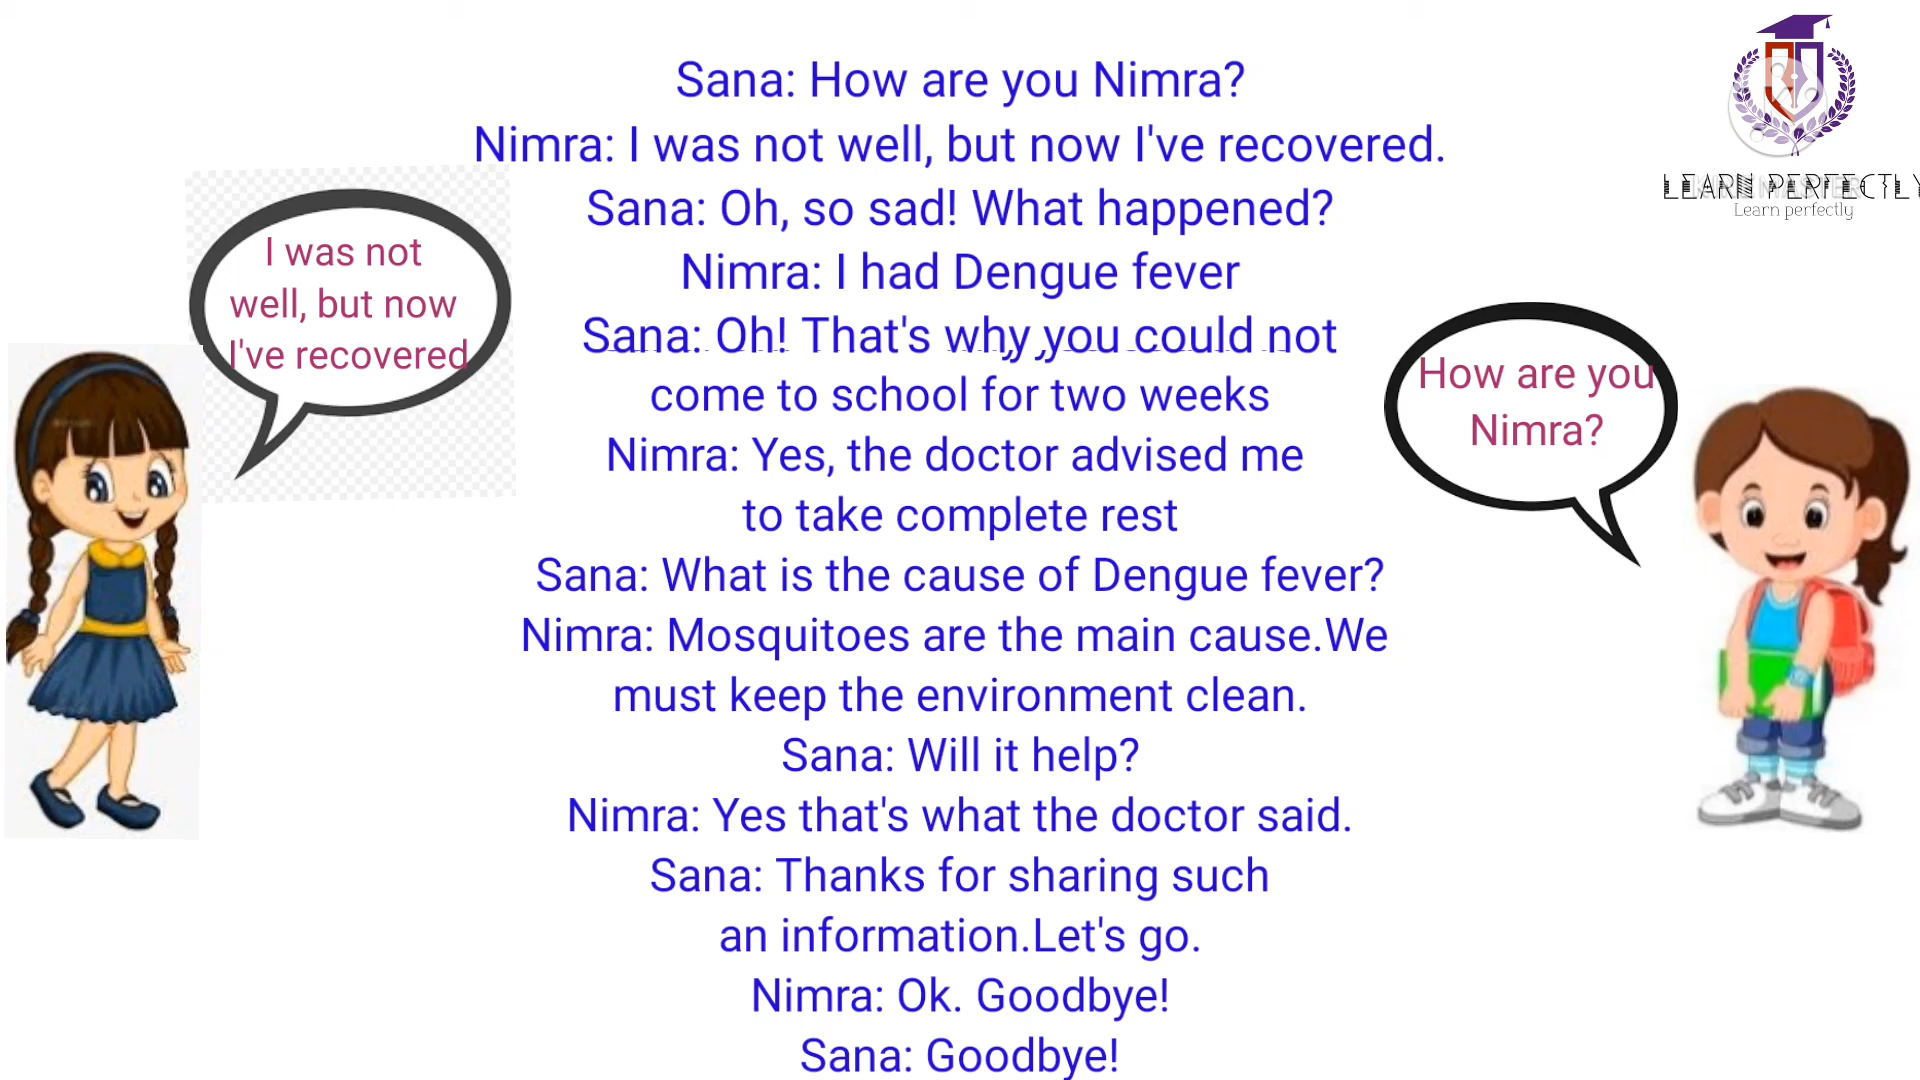 Sana: How are you Nimra?
Nimra: I was not well, but now I've recovered.
Sana: Oh, so sad! What happened?
Nimra: I had Dengue fever
Sana: Oh! That's why you could not
come to school for two weeks
Nimra: Yes, the doctor advised me
to take complete rest
Sana: What is the cause of Dengue fever?
Nimra: Mosquitoes are the main cause.We
must keep the environment clean.
Sana: Will it help?
Nimra: Yes that's what the doctor said.
Sana: Thanks for sharing such
an information.Let's go.
Nimra: Ok. Goodbye!
Sana: Goodbye!
I was not
well, but now
I've recovered
How are you
Nimra?
LEARN PERFECTLY
Learn perfectly